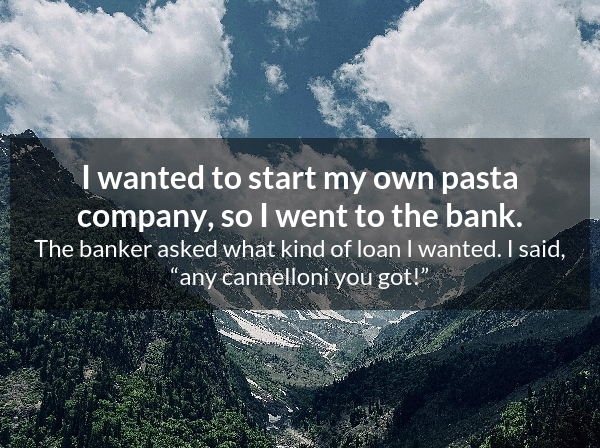 I wanted to start my own pasta
company, so I went to the bank.
The banker asked what kind of loan I wanted. I said,
“any cannelloni you got!”